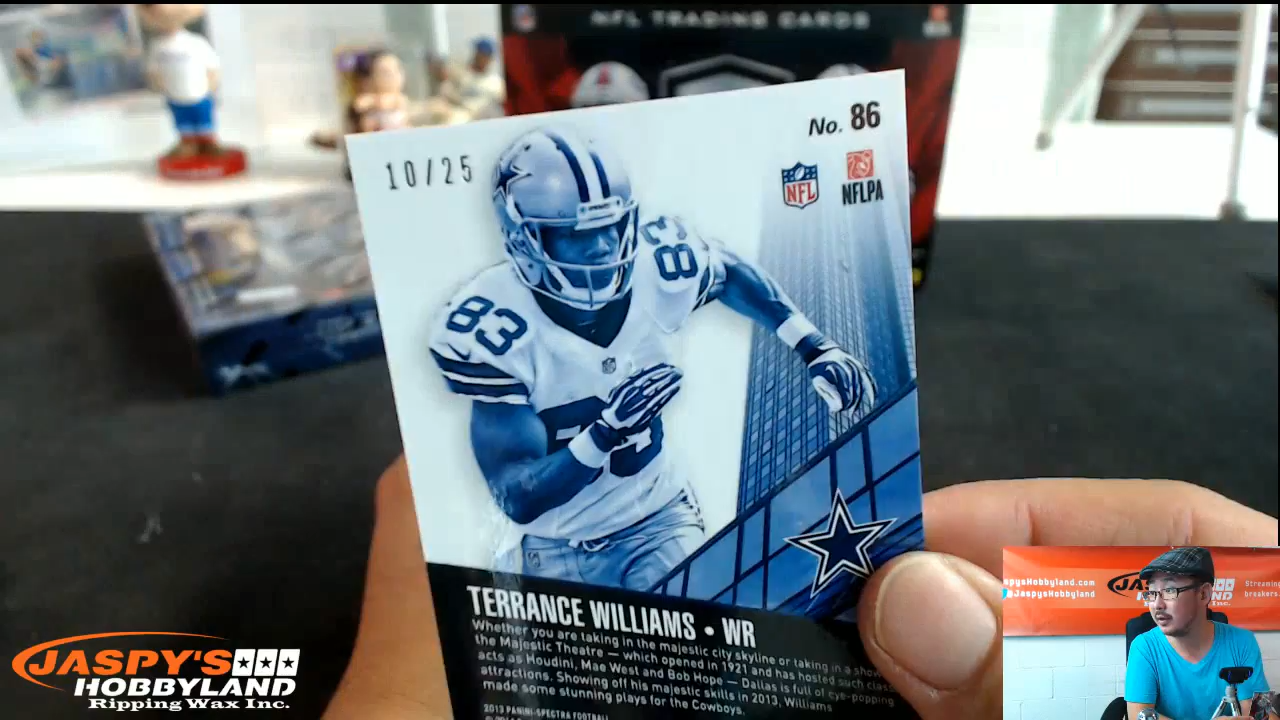 NFL TRADING CARDS
No. 86
10/25
NFL
NFLPA
83
83
TERRANCE WILLIAMS • WR
Whether you are taking in the majestic city skyline or taking in a show
the Majestic Theatre — which opened in 1921 and has hosted such class
acts as Houdini, Mae West and Bob Hope — Dallas is full of eye-popping
attractions. Showing off his majestic skills in 2013, Williams
made some stunning plays for the Cowboys.
2013 PANINI-SPECTRA FOOTBALL
JASPY'S
HOBBYLAND
Ripping Wax Inc.
JaspysHobbyland
Streaming
breakers